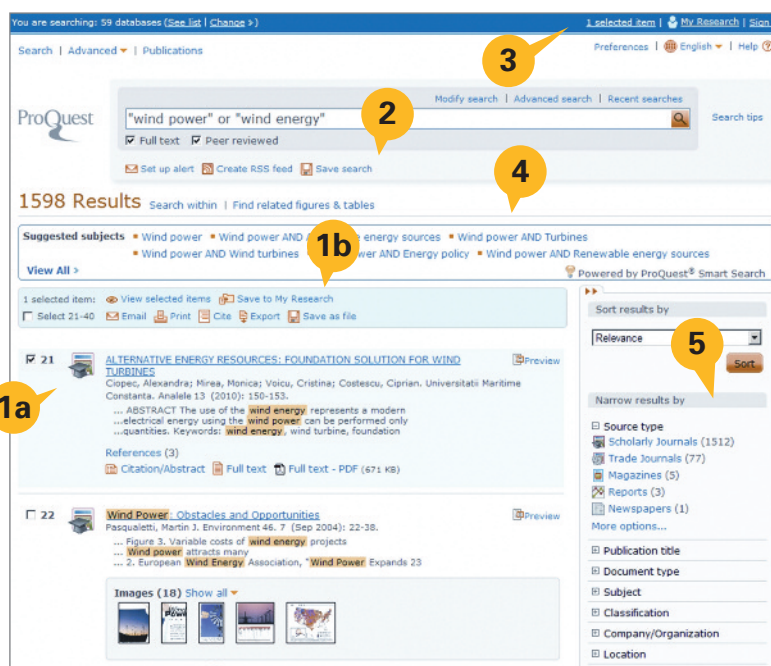 You are searching: 59 databases (See list | Change >)
1 selected item | My Research | Sign
Search | Advanced | Publications
Preferences | English | Help
3
ProQuest
Modify search | Advanced search | Recent searches
"wind power" or "wind energy"
2
Search tips
Full text Peer reviewed
Set up alert Create RSS feed Save search
4
1598 Results Search within | Find related figures & tables
Suggested subjects Wind power Wind power AND energy sources Wind power AND Turbines
1b
Wind power AND Wind turbines AND Energy policy Wind power AND Renewable energy sources
View All >
Powered by ProQuest® Smart Search
1 selected item: View selected items Save to My Research
Select 21-40 Email Print Cite Export Save as file
Sort results by
Relevance
5
Sort
21 ALTERNATIVE ENERGY RESOURCES: FOUNDATION SOLUTION FOR WIND
TURBINES
Preview
Ciopec, Alexandra; Mirea, Monica; Voicu, Cristina; Costescu, Ciprian. Universitatii Maritime
Constanta. Analele 13 (2010): 150-153.
1a
... ABSTRACT The use of the wind energy represents a modern
...electrical energy using the wind power can be performed only
...quantities. Keywords: wind energy, wind turbine, foundation
References (3)
Citation/Abstract Full text Full text - PDF (671 KB)
Narrow results by
Source type
Scholarly Journals (1512)
Trade Journals (77)
Magazines (5)
Reports (3)
Newspapers (1)
More options...
22 Wind Power: Obstacles and Opportunities
Preview
Pasqualetti, Martin J. Environment 46. 7 (Sep 2004): 22-38.
... Figure 3. Variable costs of wind energy projects
... Wind power attracts many
... 2. European Wind Energy Association, "Wind Power Expands 23
Images (18) Show all
Publication title
Document type
Subject
Classification
Company/Organization
Location